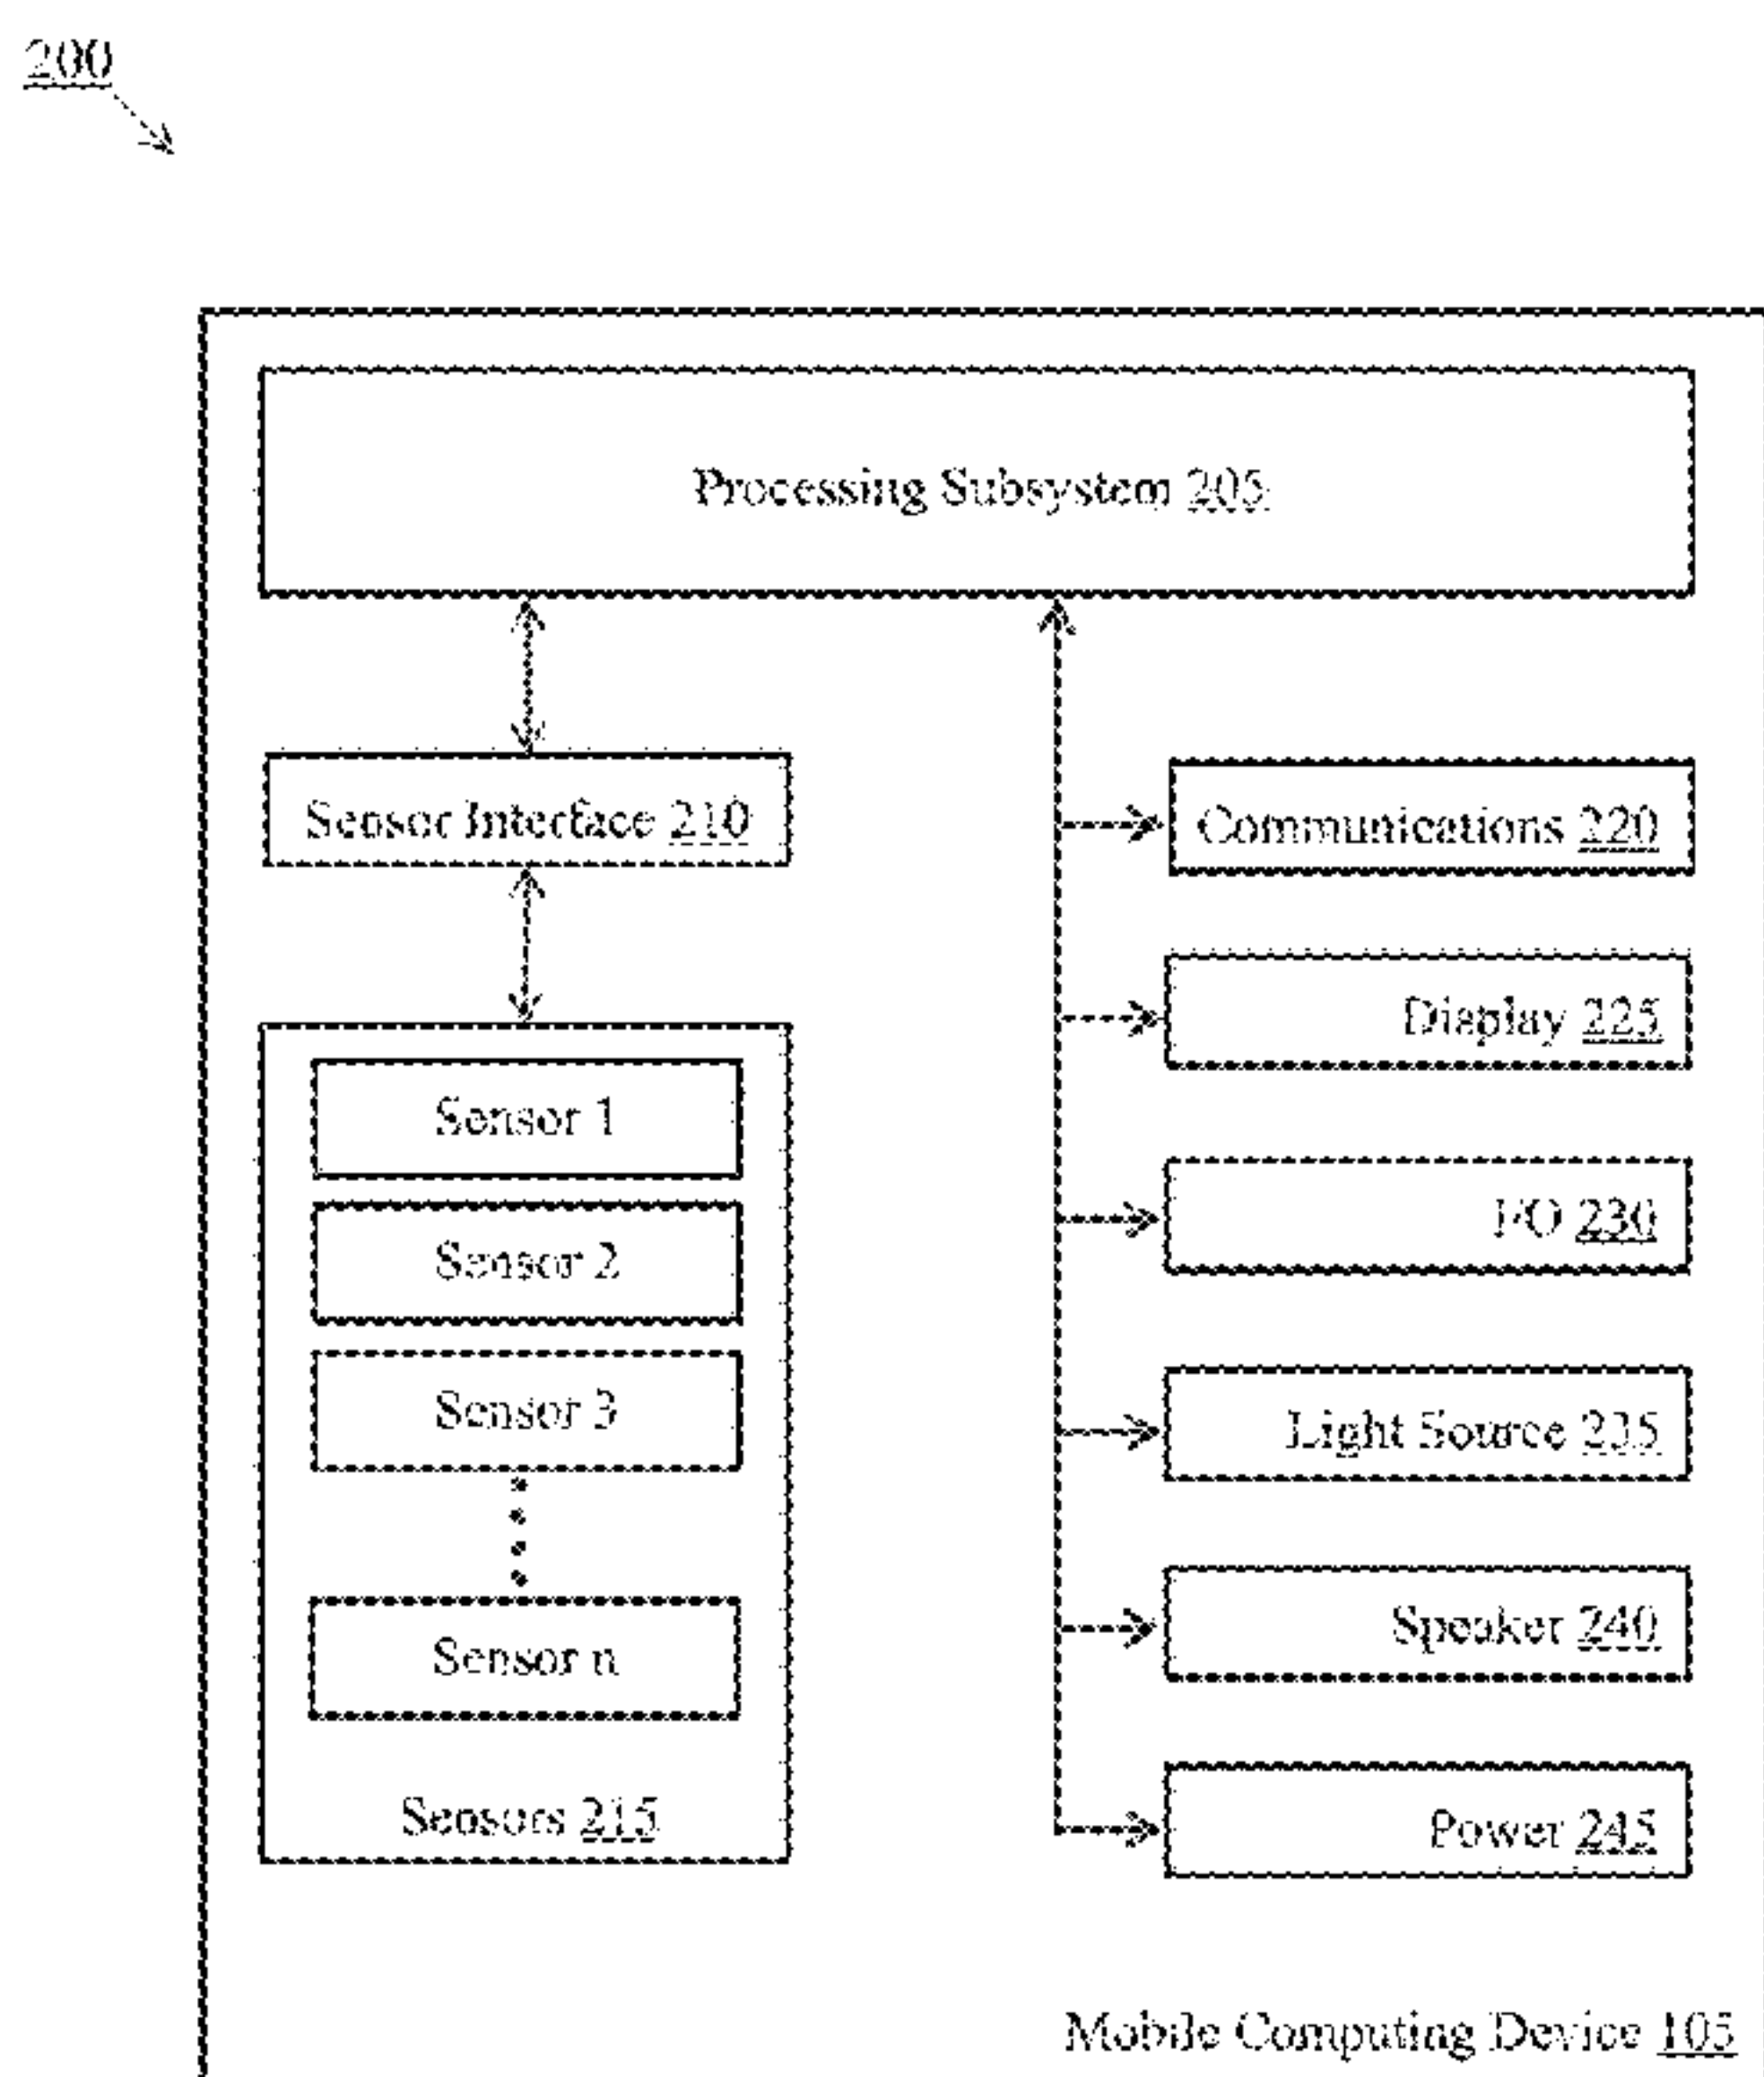 200
Processing Subsystem 205
Sensor Interface 210
Communications 220
Display 225
Sensor 1
Sensor 2
I/O 230
Sensor 3
Light Source 235
Sensor n
Speaker 240
Sensors 215
Power 245
Mobile Computing Device 105